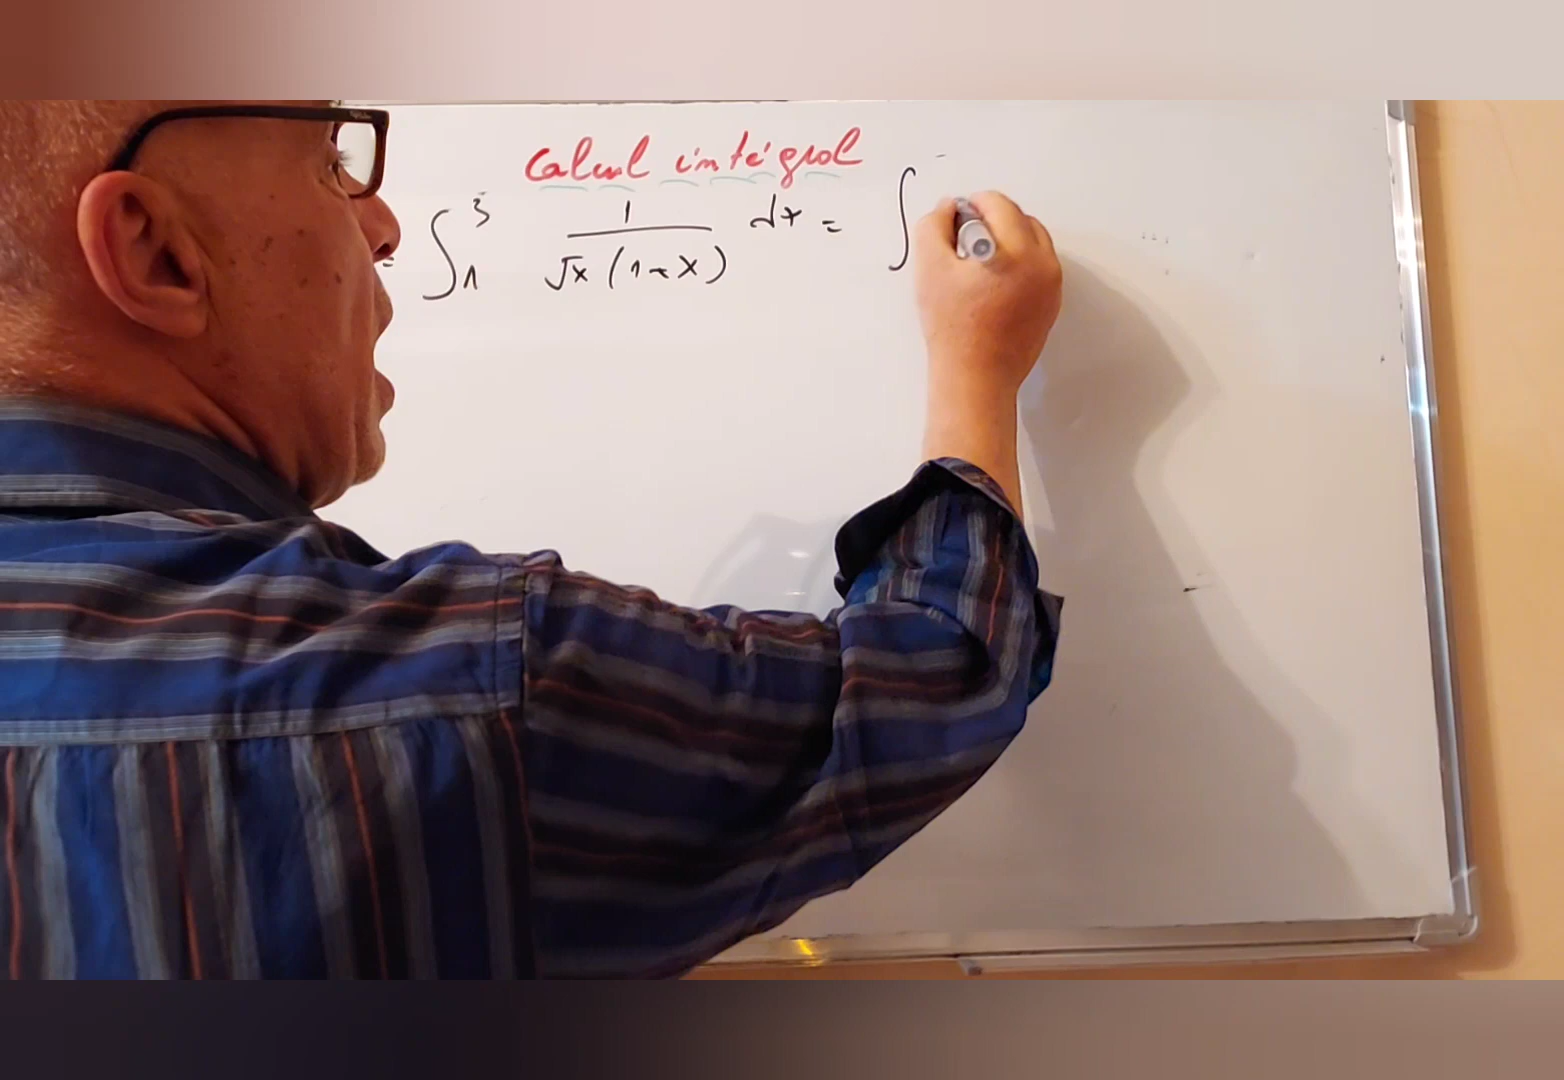 Calcul intégral
= ∫₁³ 1/(√x (1+x)) dx = ∫